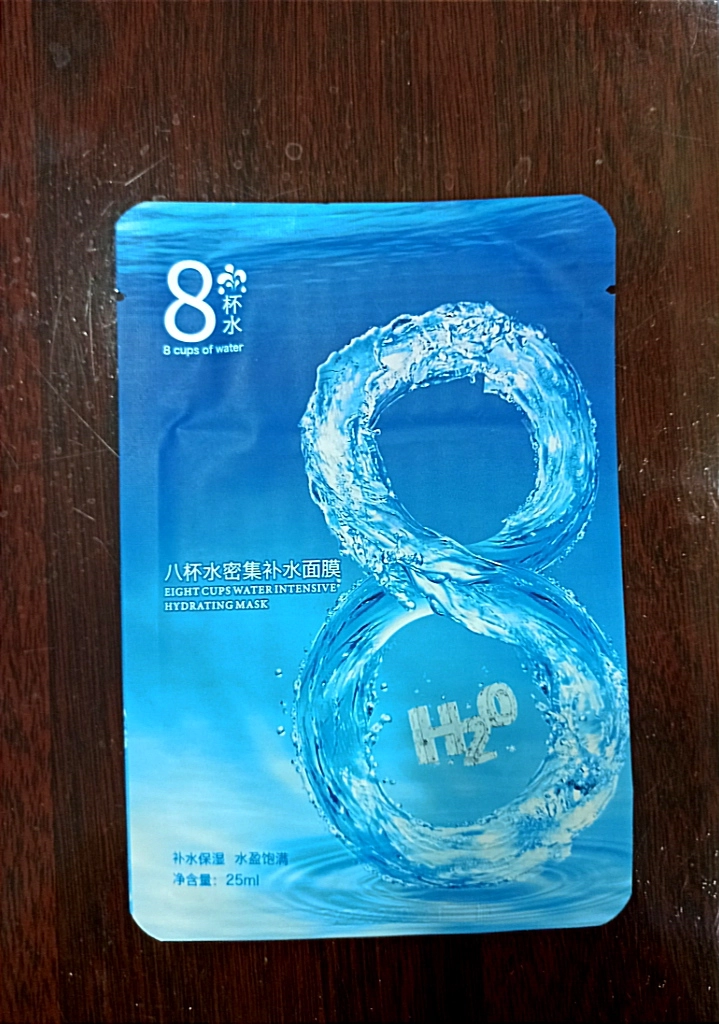 8杯水
8 cups of water
八杯水密集补水面膜
EIGHT CUPS WATER INTENSIVE
HYDRATING MASK
H2O
补水保湿 水盈饱满
净含量：25ml